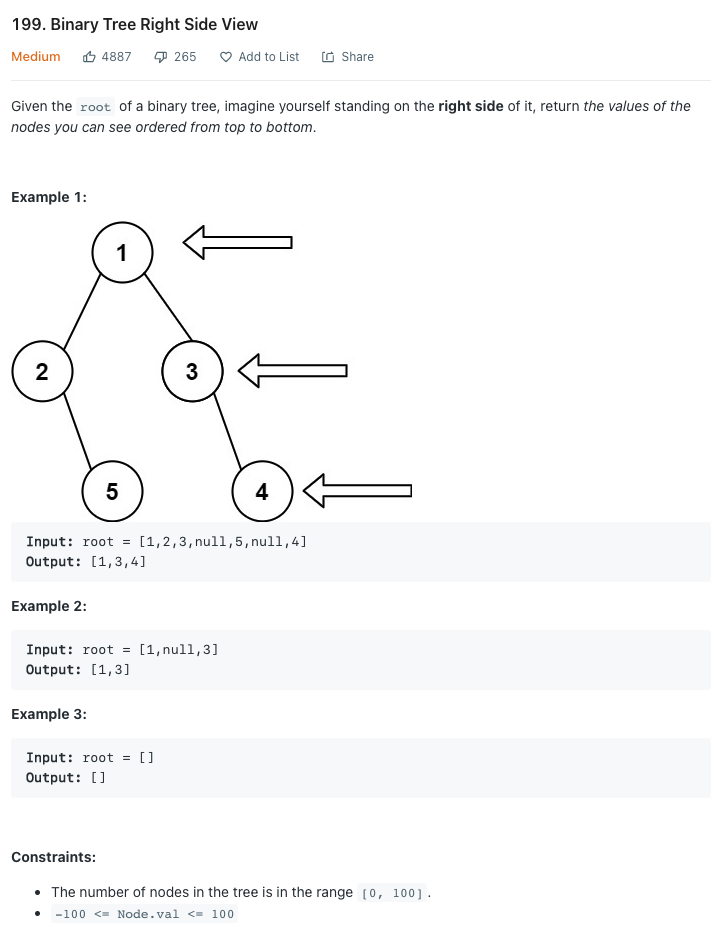 199. Binary Tree Right Side View
Medium 4887 265 Add to List Share
Given the root of a binary tree, imagine yourself standing on the right side of it, return the values of the
nodes you can see ordered from top to bottom.
Example 1:
1
2 3
5 4
Input: root = [1,2,3,null,5,null,4]
Output: [1,3,4]
Example 2:
Input: root = [1,null,3]
Output: [1,3]
Example 3:
Input: root = []
Output: []
Constraints:
• The number of nodes in the tree is in the range [0, 100].
• -100 <= Node.val <= 100